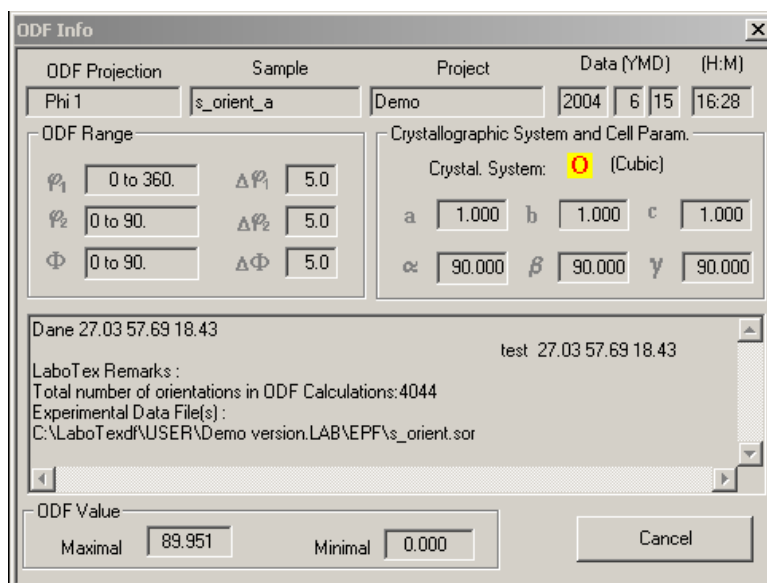 ODF Info
ODF Projection Sample Project Data (YMD) (H:M)
Phi 1 s_orient_a Demo 2004 6 15 16:28
ODF Range
φ1 0 to 360. Δφ1 5.0
φ2 0 to 90. Δφ2 5.0
Φ 0 to 90. ΔΦ 5.0
Crystallographic System and Cell Param.
Crystal. System: O (Cubic)
a 1.000 b 1.000 c 1.000
α 90.000 β 90.000 γ 90.000
Dane 27.03 57.69 18.43
test 27.03 57.69 18.43
LaboTex Remarks :
Total number of orientations in ODF Calculations:4044
Experimental Data File(s) :
C:\LaboTexdf\USER\Demo version.LAB\EPF\s_orient.sor
ODF Value
Maximal 89.951 Minimal 0.000
Cancel